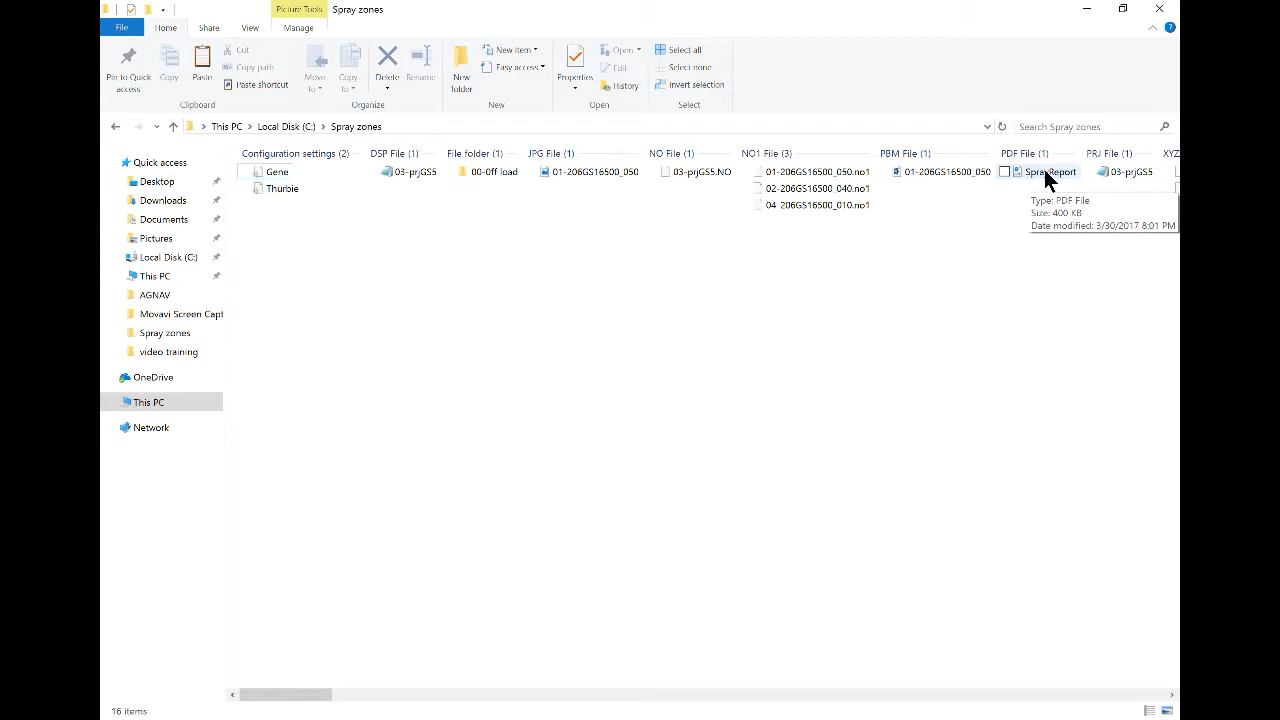 Picture Tools
Spray zones
File
Home
Share
View
Manage
Pin to Quick access
Copy
Paste
Cut
Copy path
Paste shortcut
Clipboard
Move to
Copy to
Delete
Rename
Organize
New folder
New item
Easy access
New
Properties
Open
Edit
History
Open
Select all
Select none
Invert selection
Select
This PC
Local Disk (C:)
Spray zones
Search Spray zones
Quick access
Desktop
Downloads
Documents
Pictures
Local Disk (C:)
This PC
AGNAV
Movavi Screen Capt
Spray zones
video training
OneDrive
This PC
Network
Configuration settings (2)
Gene
Thurbie
DSP File (1)
03-prjGS5
File folder (1)
00-off load
JPG File (1)
01-206GS16500_050
NO File (1)
03-prjGS5.NO
NO1 File (3)
01-206GS16500_050.no1
02-206GS16500_040.no1
04-206GS16500_010.no1
PBM File (1)
01-206GS16500_050
PDF File (1)
Type: PDF File
Size: 400 KB
Date modified: 3/30/2017 8:01 PM
PRJ File (1)
03-prjGS5
XYZ
16 items